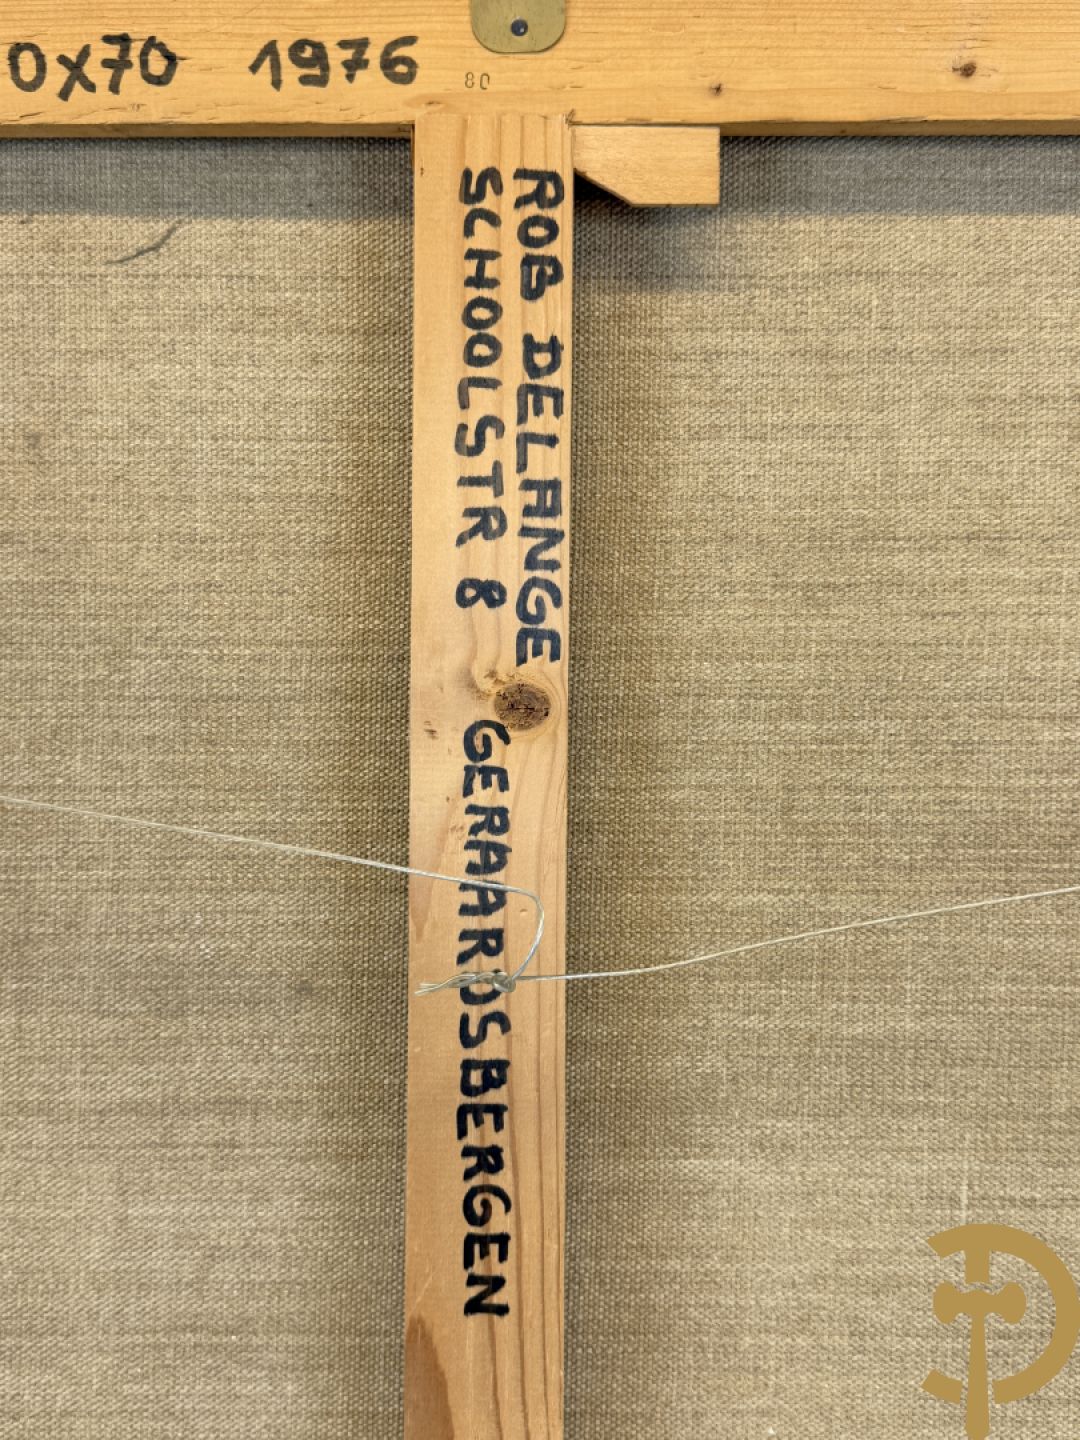 0x70 1976
80
ROB DELANGE
SCHOOLSTR 8 GERAARDSBERGEN